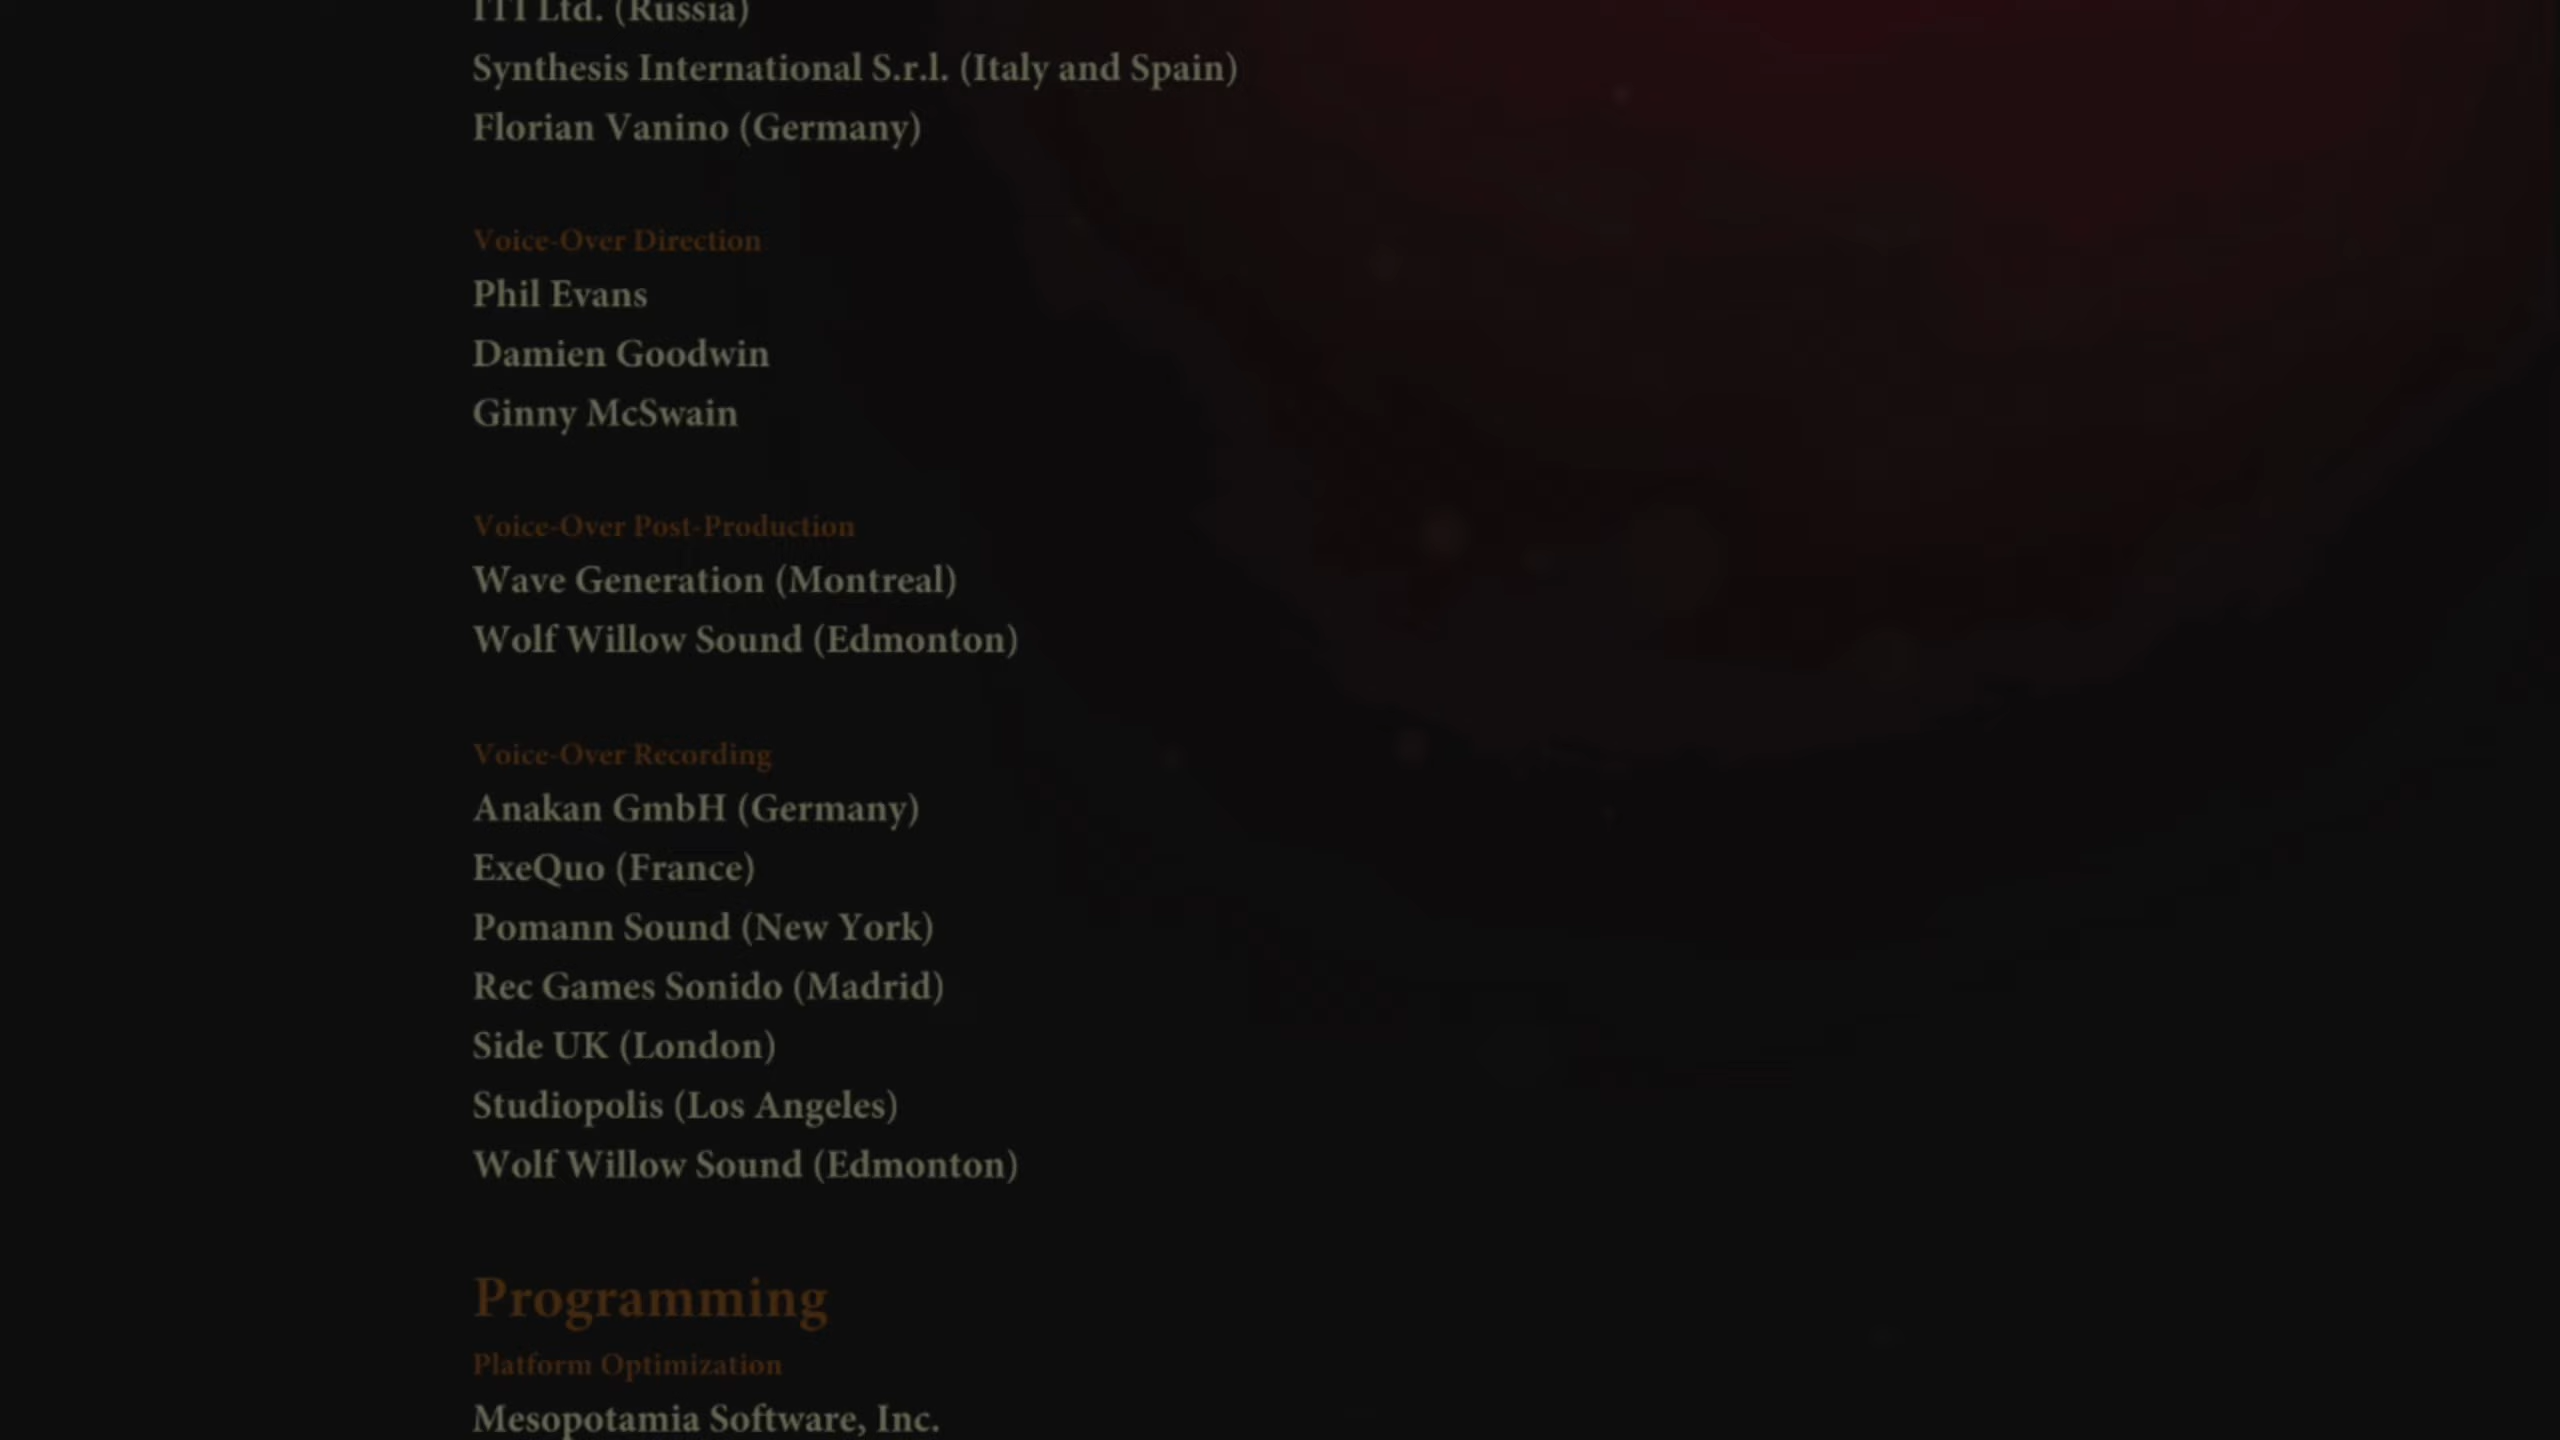 ITI Ltd. (Russia)
Synthesis International S.r.l. (Italy and Spain)
Florian Vanino (Germany)
Voice-Over Direction
Phil Evans
Damien Goodwin
Ginny McSwain
Voice-Over Post-Production
Wave Generation (Montreal)
Wolf Willow Sound (Edmonton)
Voice-Over Recording
Anakan GmbH (Germany)
ExeQuo (France)
Pomann Sound (New York)
Rec Games Sonido (Madrid)
Side UK (London)
Studiopolis (Los Angeles)
Wolf Willow Sound (Edmonton)
Programming
Platform Optimization
Mesopotamia Software, Inc.